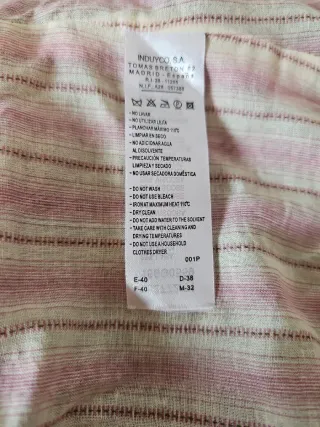 INDUYCO, S.A.
TOMAS BRETON 62
MADRID - España
- NO LAVAR
- NO UTILIZAR LEJIA
- PLANCHAR MÁXIMO 110°C
- LIMPIAR EN SECO
- NO ADICIONAR AGUA
AL DISOLVENTE
- PRECAUCIÓN TEMPERATURAS
LIMPIEZA Y SECADO
- NO USAR SECADORA DOMÉSTICA
- DO NOT WASH
- DO NOT USE BLEACH
- IRON AT MAXIMUM HEAT 110°C
- DRY CLEAN
- DO NOT ADD WATER TO THE SOLVENT
- TAKE CARE WITH CLEANING AND
DRYING TEMPERATURES
- DO NOT USE A HOUSEHOLD
CLOTHES DRYER
001P
E-40 D-38
F-40 M-32